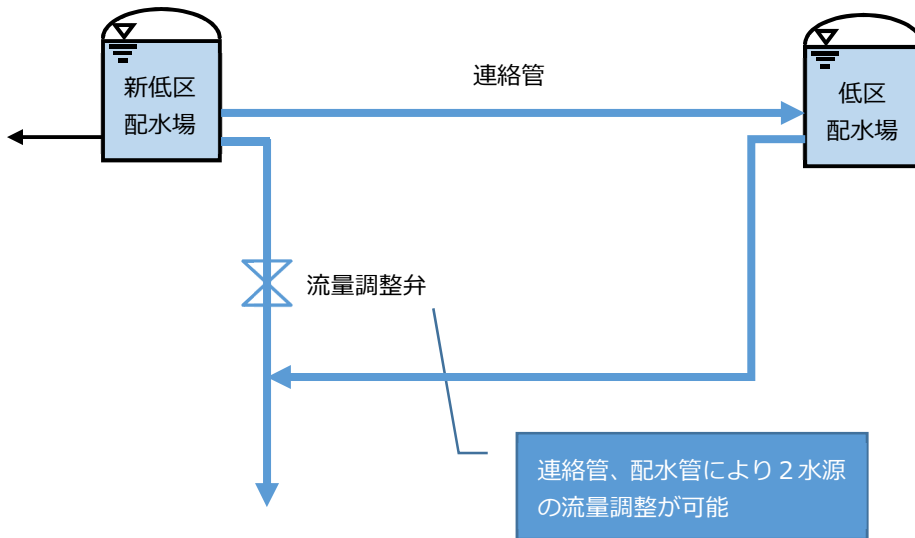 連絡管
新低区
配水場
低区
配水場
流量調整弁
連絡管、配水管により２水源
の流量調整が可能